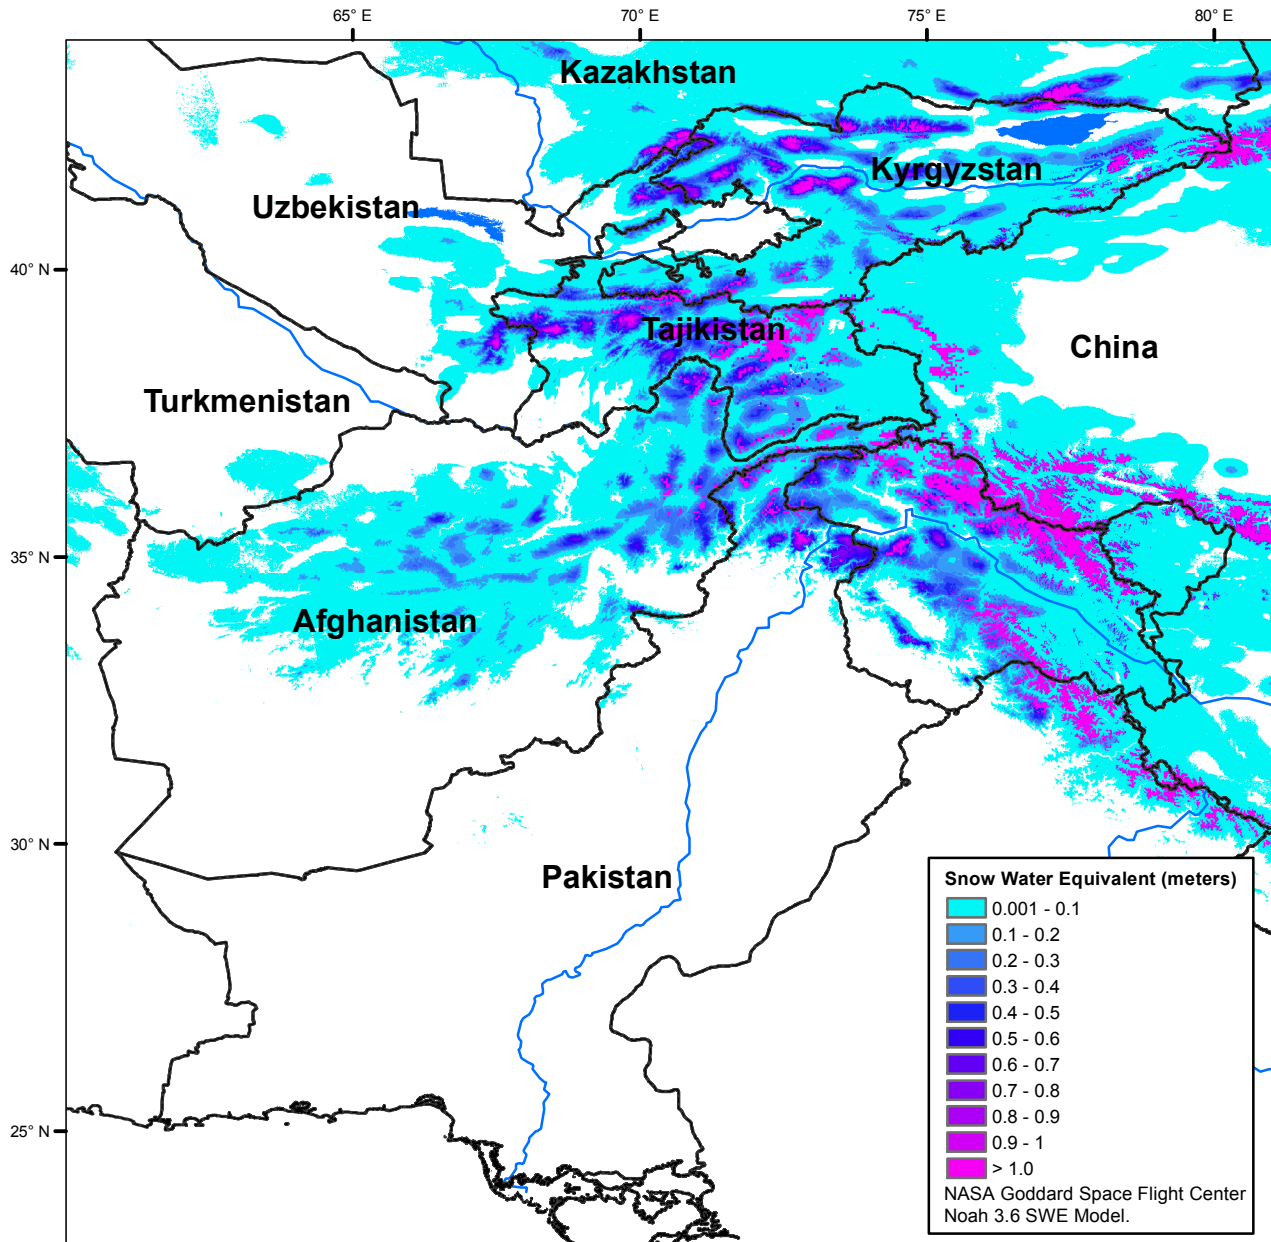 65° E
70° E
75° E
80° E
Kazakhstan
Kyrgyzstan
Uzbekistan
40° N
Tajikistan
China
Turkmenistan
35° N
Afghanistan
30° N
Pakistan
Snow Water Equivalent (meters)
0.001 - 0.1
0.1 - 0.2
0.2 - 0.3
0.3 - 0.4
0.4 - 0.5
0.5 - 0.6
0.6 - 0.7
0.7 - 0.8
0.8 - 0.9
0.9 - 1
> 1.0
NASA Goddard Space Flight Center
Noah 3.6 SWE Model.
25° N